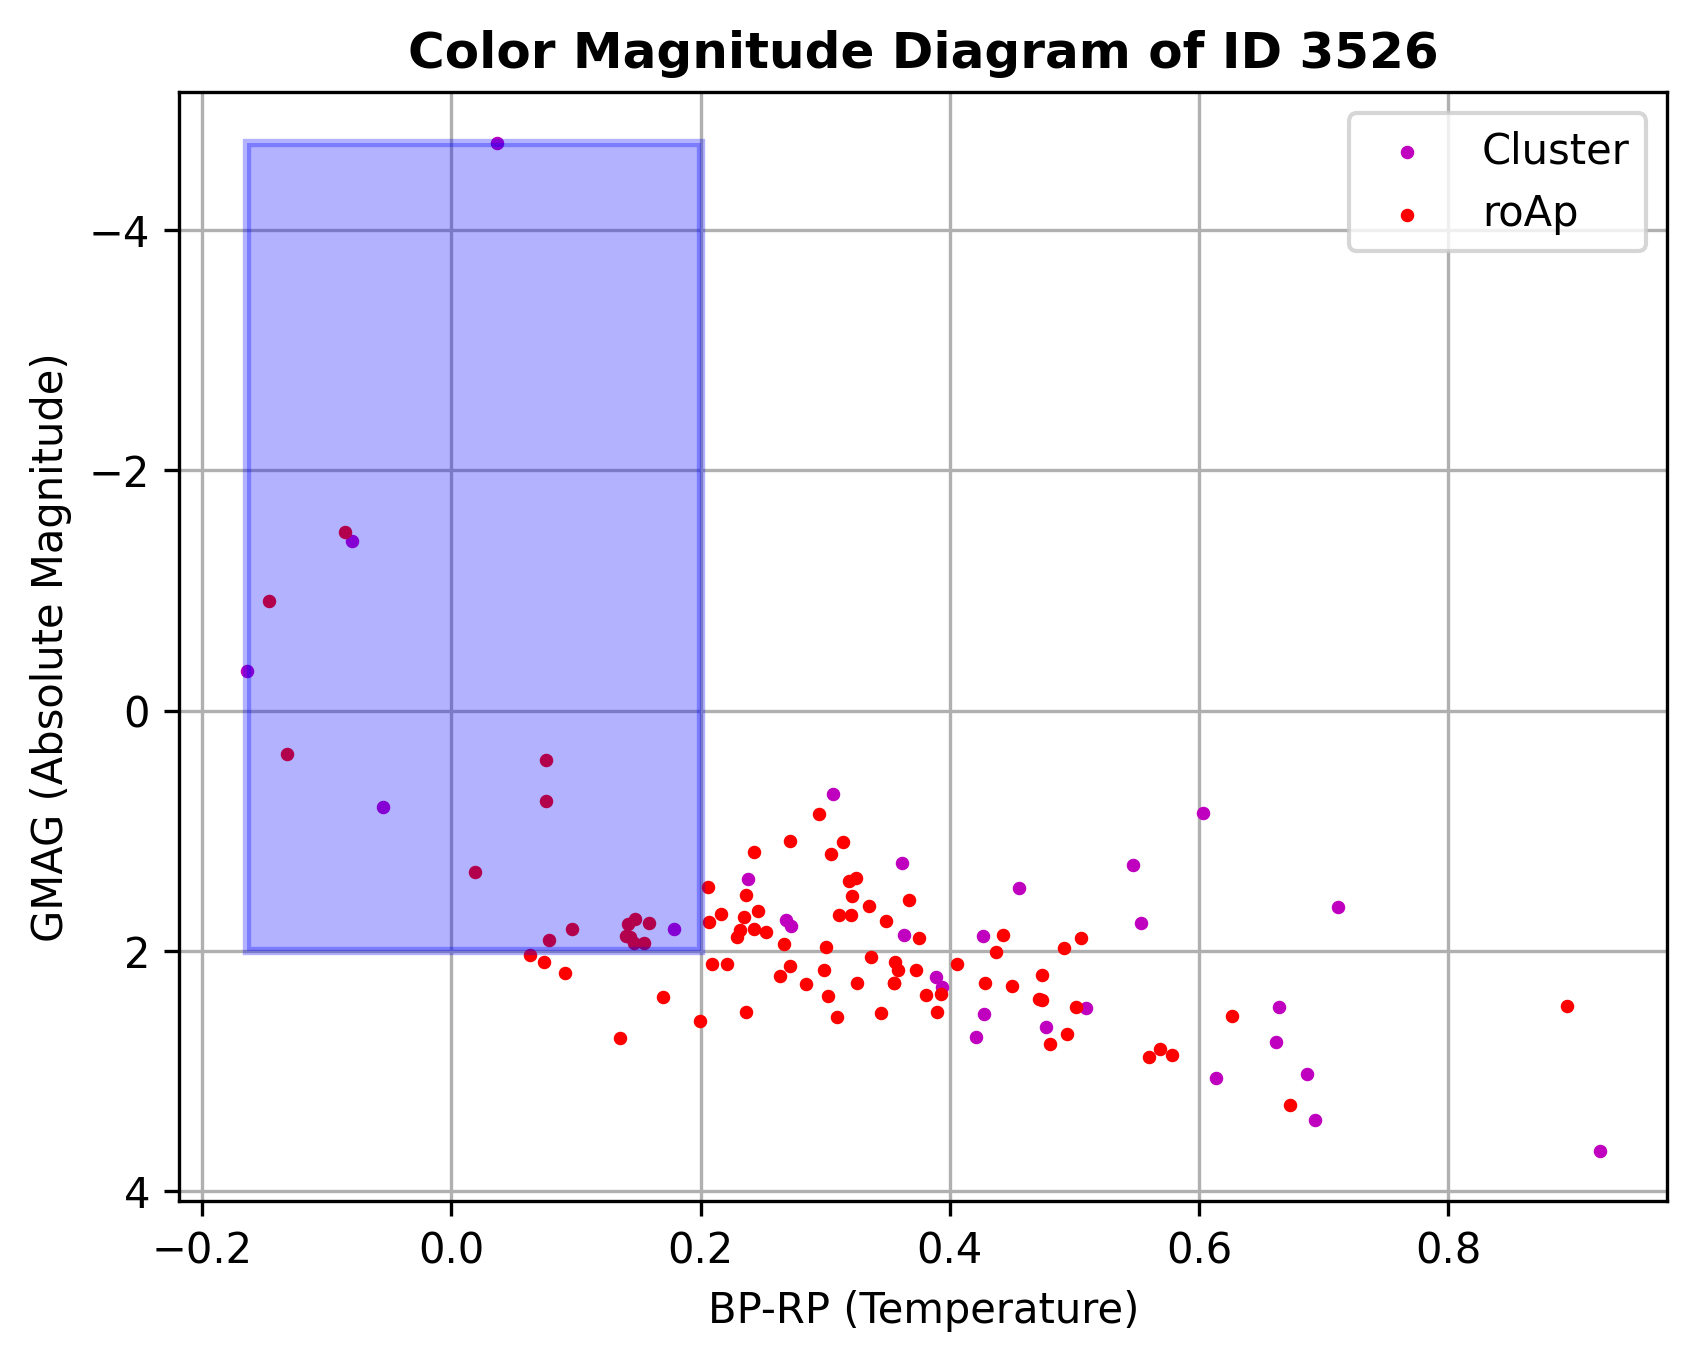 Color Magnitude Diagram of ID 3526
Cluster
roAp
−4
−2
0
2
4
GMAG (Absolute Magnitude)
−0.2 0.0 0.2 0.4 0.6 0.8
BP-RP (Temperature)